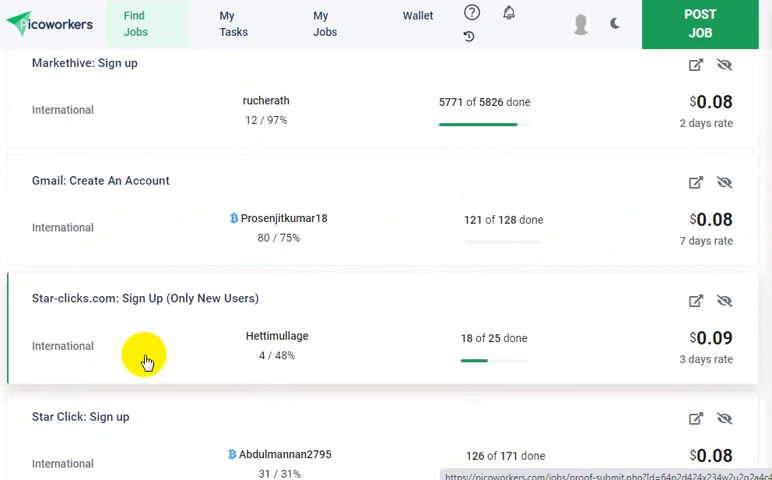 Picoworkers
Find Jobs
My Tasks
My Jobs
Wallet
POST JOB
Markethive: Sign up
International
rucherath
12 / 97%
5771 of 5826 done
$0.08
2 days rate
Gmail: Create An Account
International
Prosenjitkumar18
80 / 75%
121 of 128 done
$0.08
7 days rate
Star-clicks.com: Sign Up (Only New Users)
International
Hettimullage
4 / 48%
18 of 25 done
$0.09
3 days rate
Star Click: Sign up
International
Abdulmannan2795
31 / 31%
126 of 171 done
$0.08